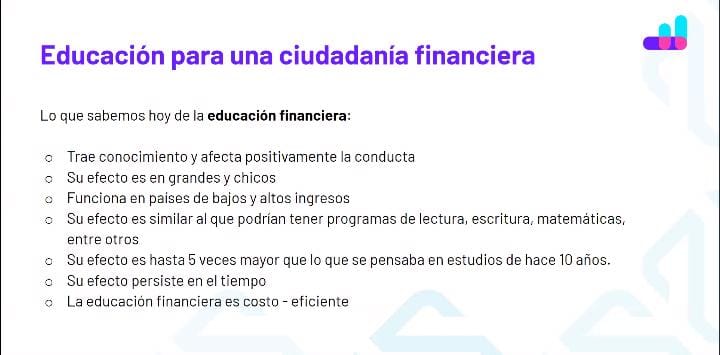 Educación para una ciudadanía financiera
Lo que sabemos hoy de la educación financiera:
○ Trae conocimiento y afecta positivamente la conducta
○ Su efecto es en grandes y chicos
○ Funciona en países de bajos y altos ingresos
○ Su efecto es similar al que podrían tener programas de lectura, escritura, matemáticas,
entre otros
○ Su efecto es hasta 5 veces mayor que lo que se pensaba en estudios de hace 10 años.
○ Su efecto persiste en el tiempo
○ La educación financiera es costo - eficiente